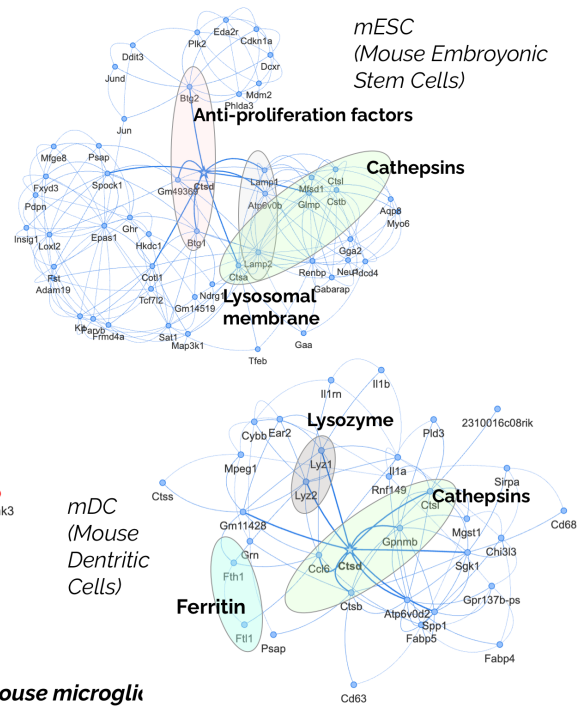 mESC
(Mouse Embroyonic
Stem Cells)
Eda2r
Plk2
Cdkn1a
Ddit3
Dcxr
Jund
Btg2
Mdm2
Phlda3
Anti-proliferation factors
Jun
Mfge8
Psap
Cathepsins
Fxyd3
Spock1
Gm49369
Ctsd
Lamp1
Mfsd1
Ctsl
Pdpn
Atp6v0b
Glmp
Cstb
Aqp8
Myo6
Insig1
Loxl2
Epas1
Ghr
Hkdc1
Btg1
Gga2
Fst
Cotl1
Ctsa
Lamp2
Renbp
Neu1
Pdcd4
Adam19
Tcf7l2
Ndrg1
Gabarap
Gm14519
Lysosomal
membrane
Parvb
Frmd4a
Sat1
Map3k1
Gaa
Tfeb
Il1b
Il1rn
Lysozyme
Pld3
2310016c08rik
Cybb
Ear2
Mpeg1
Lyz1
Il1a
Rnf149
Sirpa
Ctss
Lyz2
Ctsl
Cathepsins
k3
mDC
(Mouse
Dentritic
Cells)
Gm11428
Mgst1
Cd68
Gpnmb
Grn
Chi3l3
Fth1
Ccl6
Ctsd
Sgk1
Ferritin
Ctsb
Gpr137b-ps
Atp6v0d2
Spp1
Ftl1
Psap
Fabp5
Fabp4
Cd63
ouse microglia